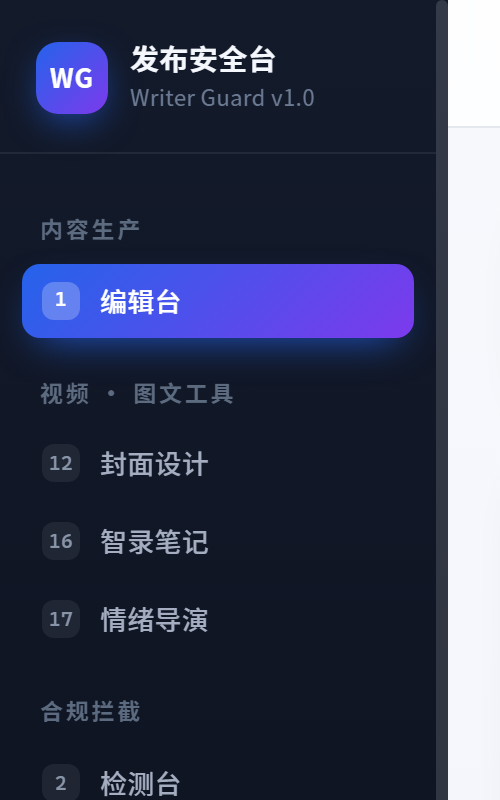 WG
发布安全台
Writer Guard v1.0
内容生产
1 编辑台
视频 • 图文工具
12 封面设计
16 智录笔记
17 情绪导演
合规拦截
2 检测台